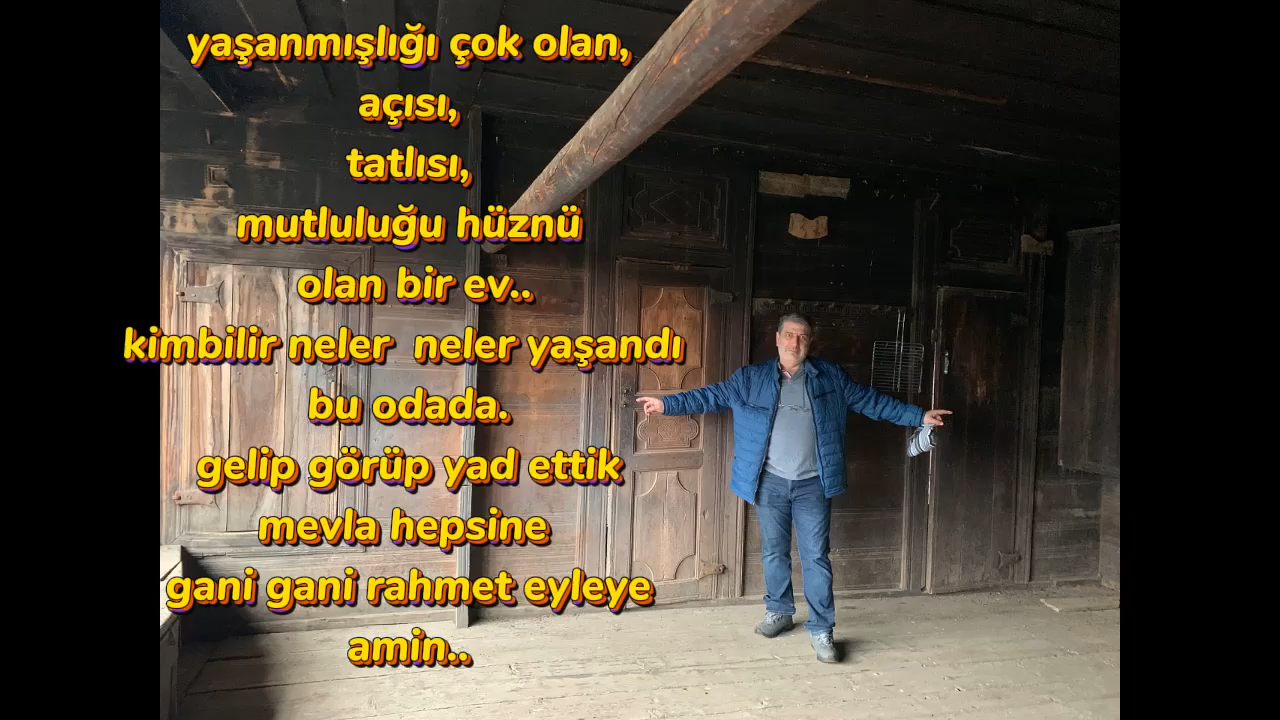 yaşanmışlığı çok olan,
açısı,
tatlısı,
mutluluğu hüznü
olan bir ev..
kimbilir neler neler yaşandı
bu odada.
gelip görüp yad ettik
mevla hepsine
gani gani rahmet eyleye
amin..